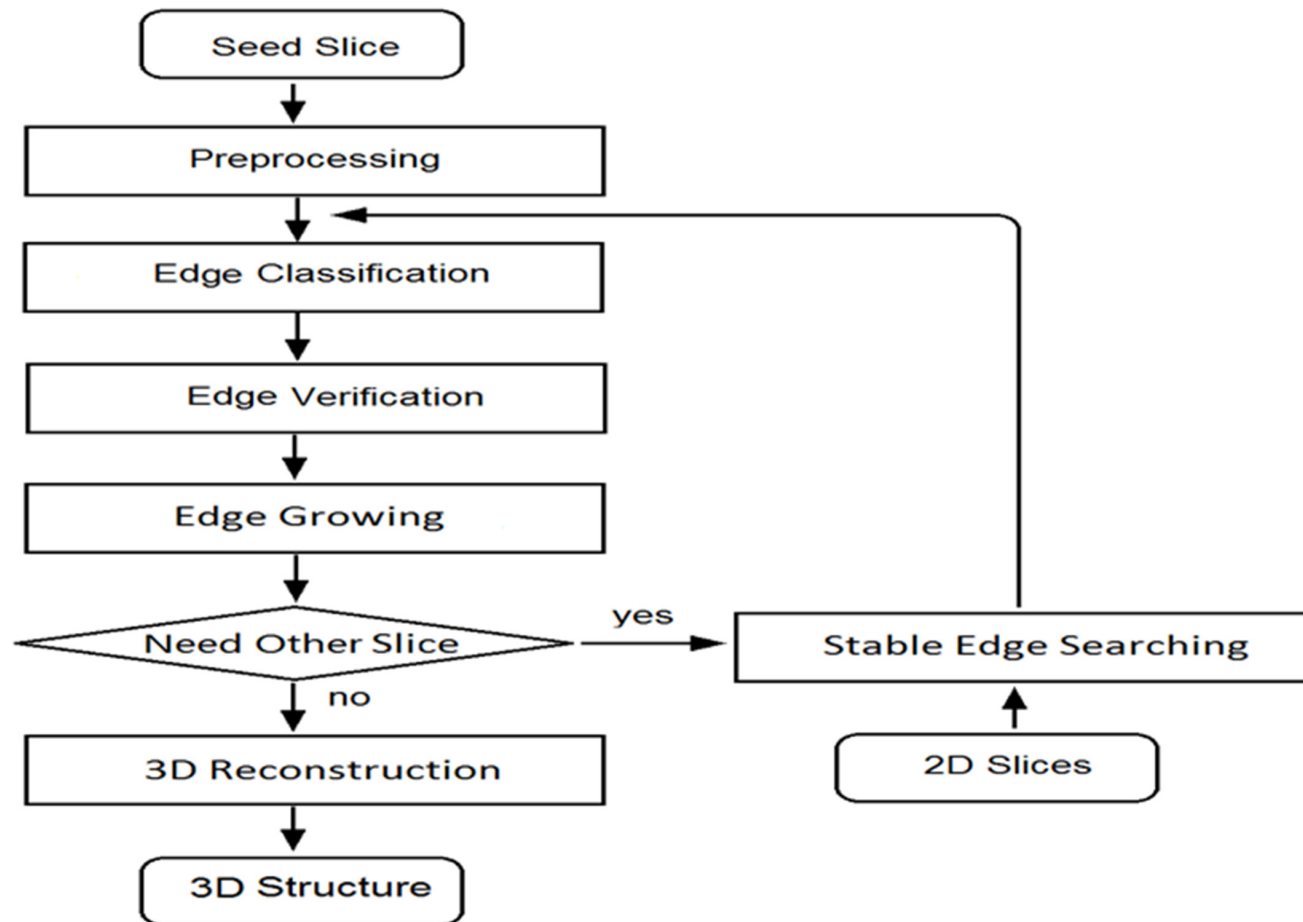 Seed Slice
Preprocessing
Edge Classification
Edge Verification
Edge Growing
Need Other Slice
yes
Stable Edge Searching
no
3D Reconstruction
2D Slices
3D Structure